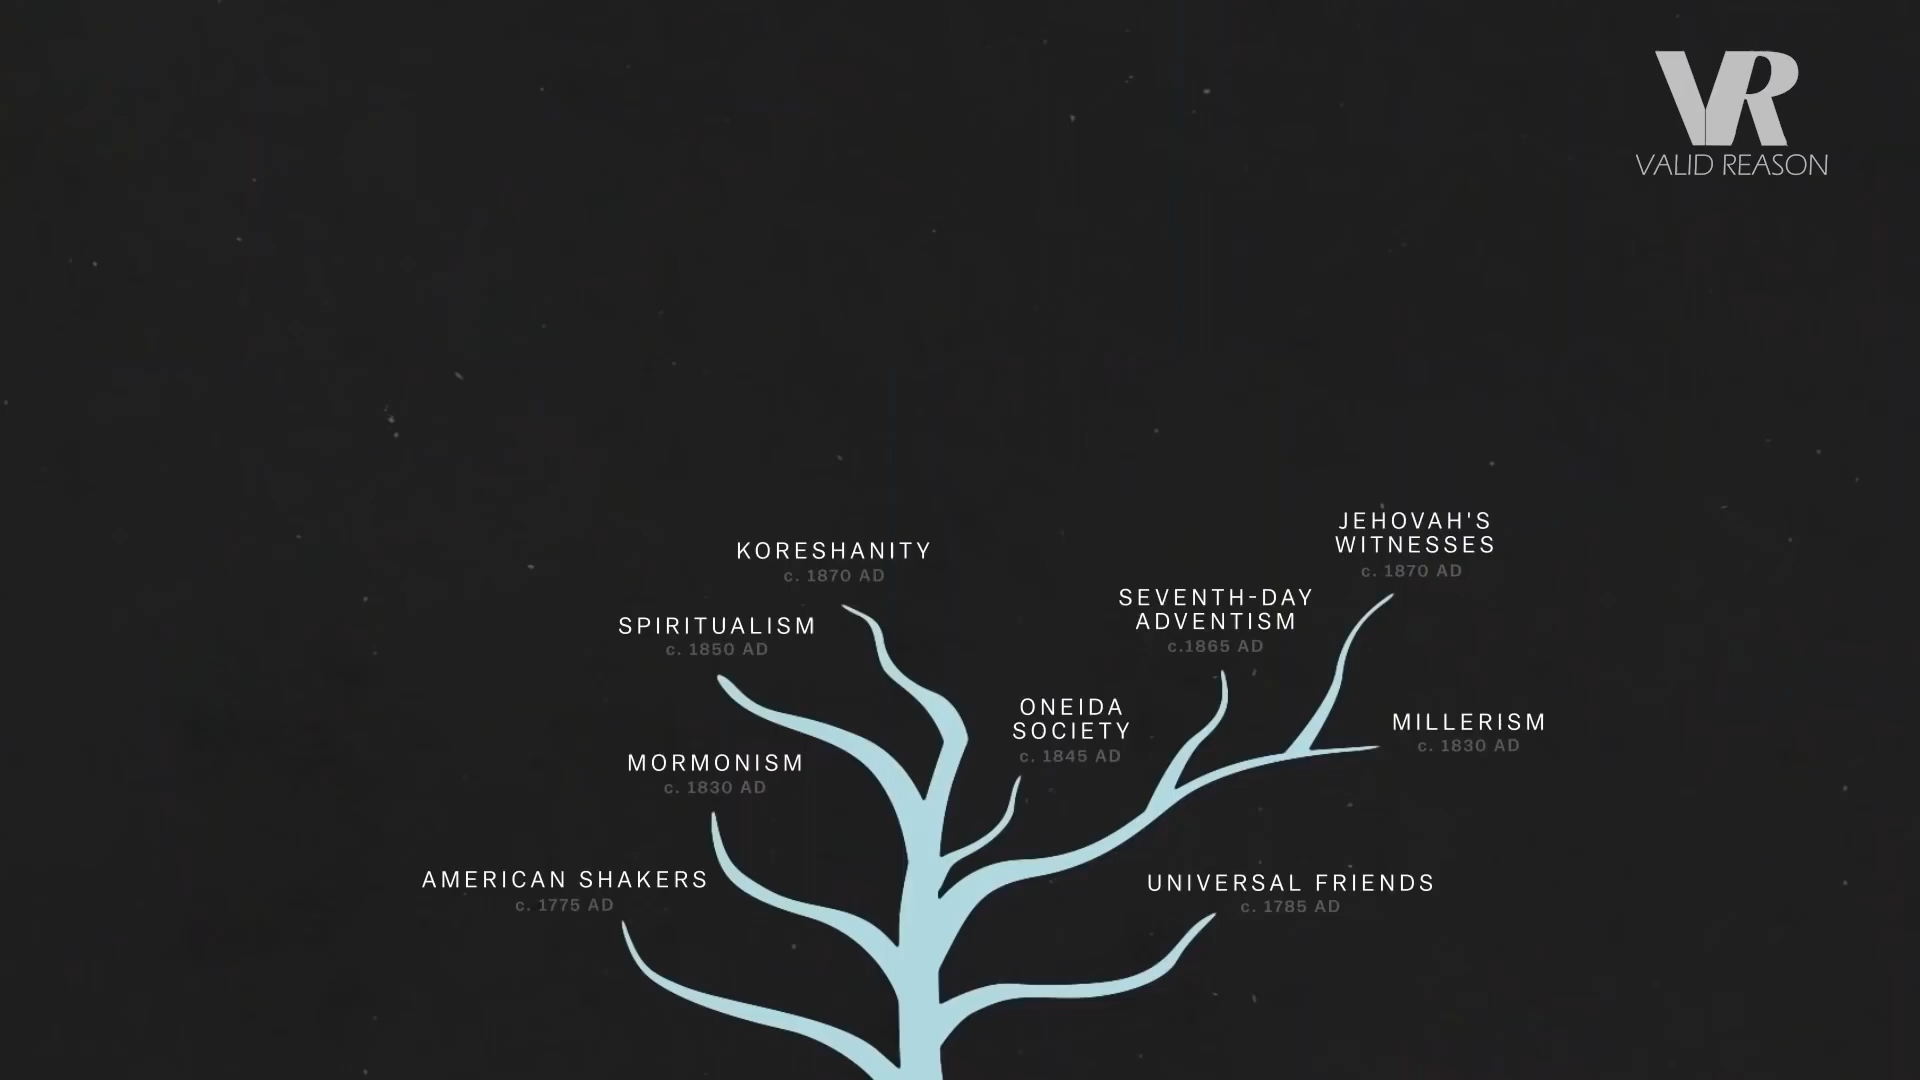 VR
VALID REASON
JEHOVAH'S
WITNESSES
c. 1870 AD
KORESHANITY
c. 1870 AD
SEVENTH-DAY
ADVENTISM
c.1865 AD
SPIRITUALISM
c. 1850 AD
ONEIDA
SOCIETY
c. 1845 AD
MILLERISM
c. 1830 AD
MORMONISM
c. 1830 AD
AMERICAN SHAKERS
c. 1775 AD
UNIVERSAL FRIENDS
c. 1785 AD